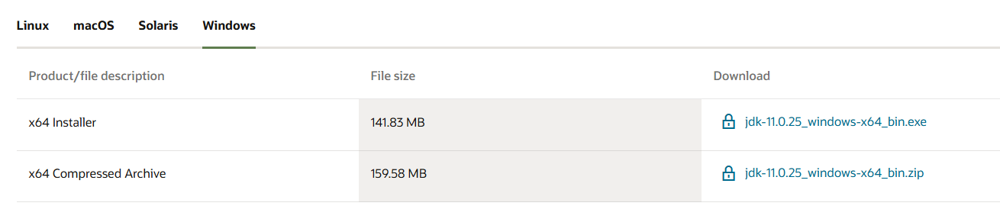 Linux macOS Solaris Windows
Product/file description File size Download
x64 Installer 141.83 MB jdk-11.0.25_windows-x64_bin.exe
x64 Compressed Archive 159.58 MB jdk-11.0.25_windows-x64_bin.zip